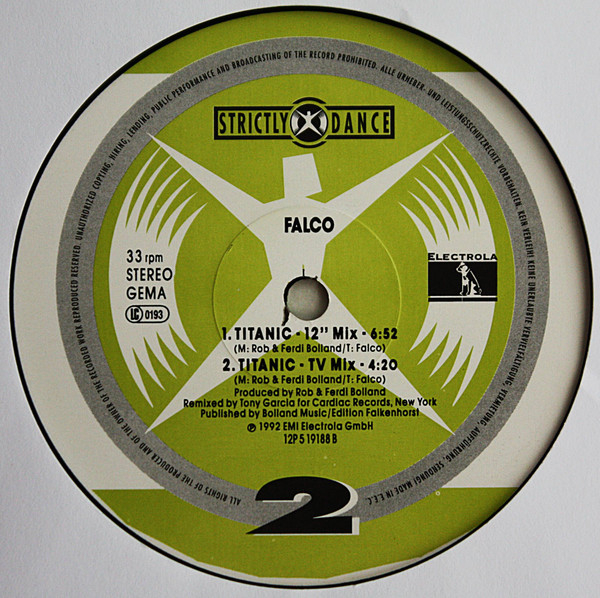 STRICTLY DANCE
FALCO
33 rpm
STEREO
GEMA
LC 0193
ELECTROLA
1. TITANIC - 12" MIX - 6:52
(M: Rob & Ferdi Bolland/T: Falco)
2. TITANIC - TV MIX - 4:20
(M: Rob & Ferdi Bolland/T: Falco)
Produced by Rob & Ferdi Bolland
Remixed by Tony Garcia for Cardiac Records, New York
Published by Bolland Music/Edition Falkenhorst
℗ 1992 EMI Electrola GmbH
12P 5 19188 B
2
ALL RIGHTS OF THE PRODUCER AND OF THE OWNER OF THE RECORDED WORK REPRODUCED RESERVED. UNAUTHORIZED COPYING, HIRING, LENDING, PUBLIC PERFORMANCE AND BROADCASTING OF THE RECORD PROHIBITED. ALLE URHEBER- UND LEISTUNGSSCHUTZRECHTE VORBEHALTEN. KEIN VERLEIH! KEINE UNERLAUBTE VERVIELFÄLTIGUNG, VERMIETUNG, AUFFÜHRUNG, SENDUNG! MADE IN E.E.C.